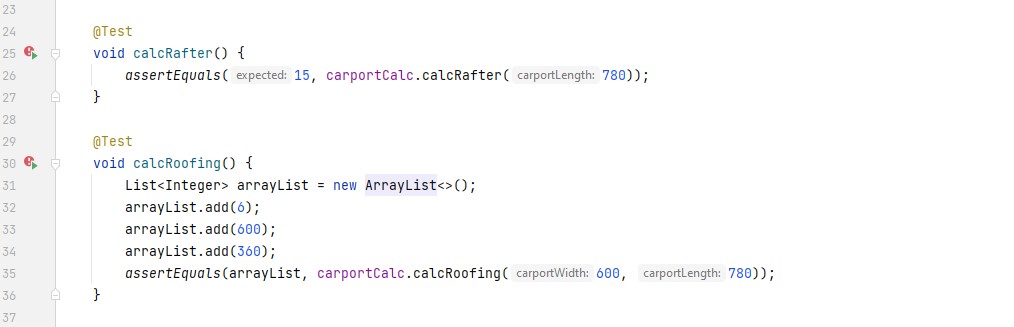 23
24 @Test
25 void calcRafter() {
26 assertEquals( expected: 15, carportCalc.calcRafter( carportLength: 780));
27 }
28
29 @Test
30 void calcRoofing() {
31 List<Integer> arrayList = new ArrayList<>();
32 arrayList.add(6);
33 arrayList.add(600);
34 arrayList.add(360);
35 assertEquals(arrayList, carportCalc.calcRoofing( carportWidth: 600, carportLength: 780));
36 }
37